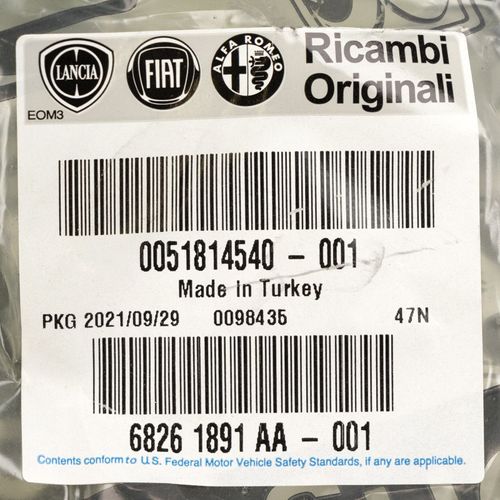 LANCIA FIAT ALFA ROMEO Ricambi
Originali
EOM3
0051814540 - 001
Made in Turkey
PKG 2021/09/29 0098435 47N
6826 1891 AA - 001
Contents conform to U.S. Federal Motor Vehicle Safety Standards, if any are applicable.